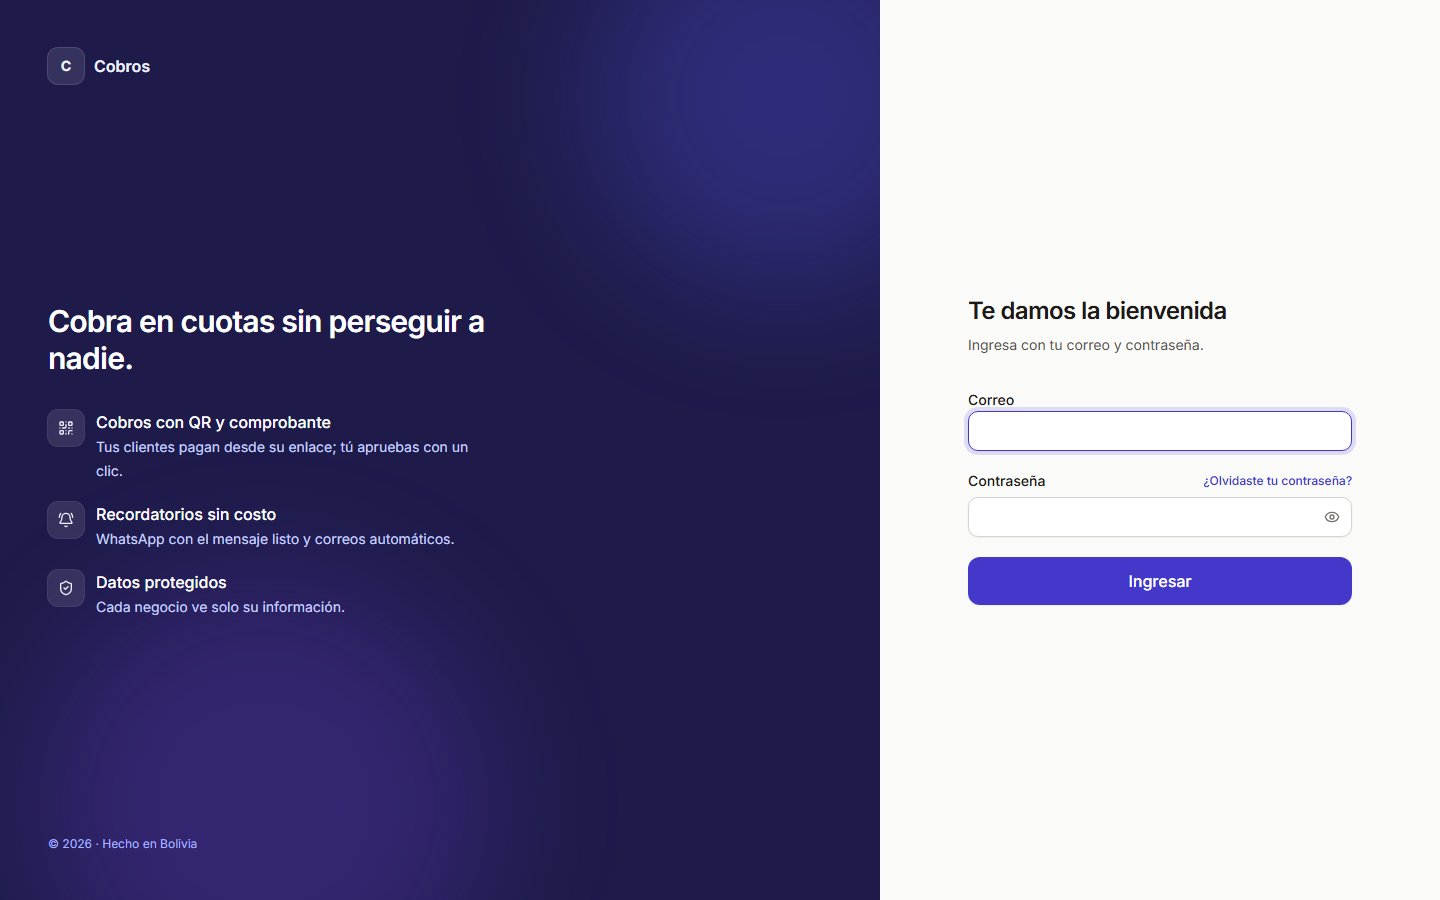 C
Cobros
Cobra en cuotas sin perseguir a
nadie.
Cobros con QR y comprobante
Tus clientes pagan desde su enlace; tú apruebas con un
clic.
Recordatorios sin costo
WhatsApp con el mensaje listo y correos automáticos.
Datos protegidos
Cada negocio ve solo su información.
© 2026 · Hecho en Bolivia
Te damos la bienvenida
Ingresa con tu correo y contraseña.
Correo
Contraseña
¿Olvidaste tu contraseña?
Ingresar